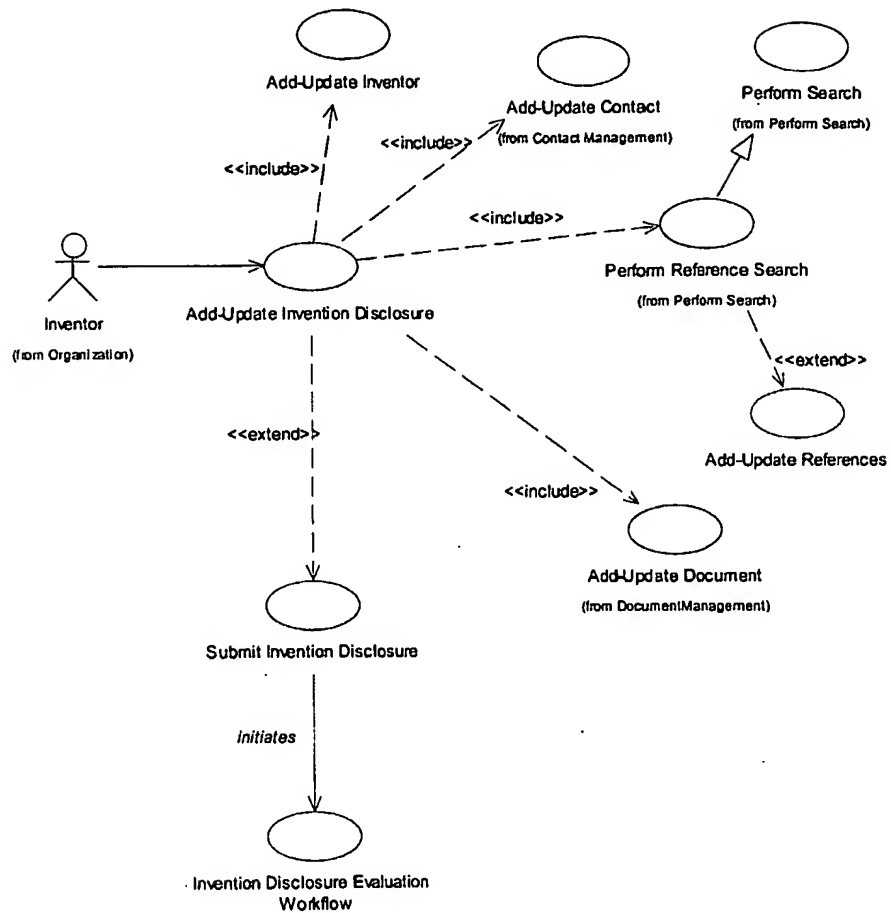 Add-Update Inventor
Add-Update Contact
(from Contact Management)
Perform Search
(from Perform Search)
<<include>>
<<include>>
<<include>>
Perform Reference Search
(from Perform Search)
Inventor
(from Organization)
Add-Update Invention Disclosure
<<extend>>
Add-Update References
<<extend>>
<<include>>
Add-Update Document
(from DocumentManagement)
Submit Invention Disclosure
initiates
Invention Disclosure Evaluation
Workflow